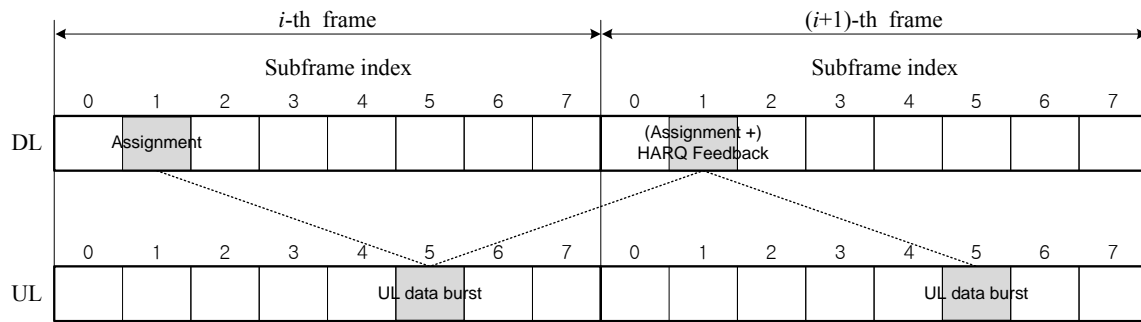 i-th frame (i+1)-th frame
Subframe index Subframe index
0 1 2 3 4 5 6 7 0 1 2 3 4 5 6 7
DL Assignment (Assignment +)
HARQ Feedback
0 1 2 3 4 5 6 7 0 1 2 3 4 5 6 7
UL UL data burst UL data burst